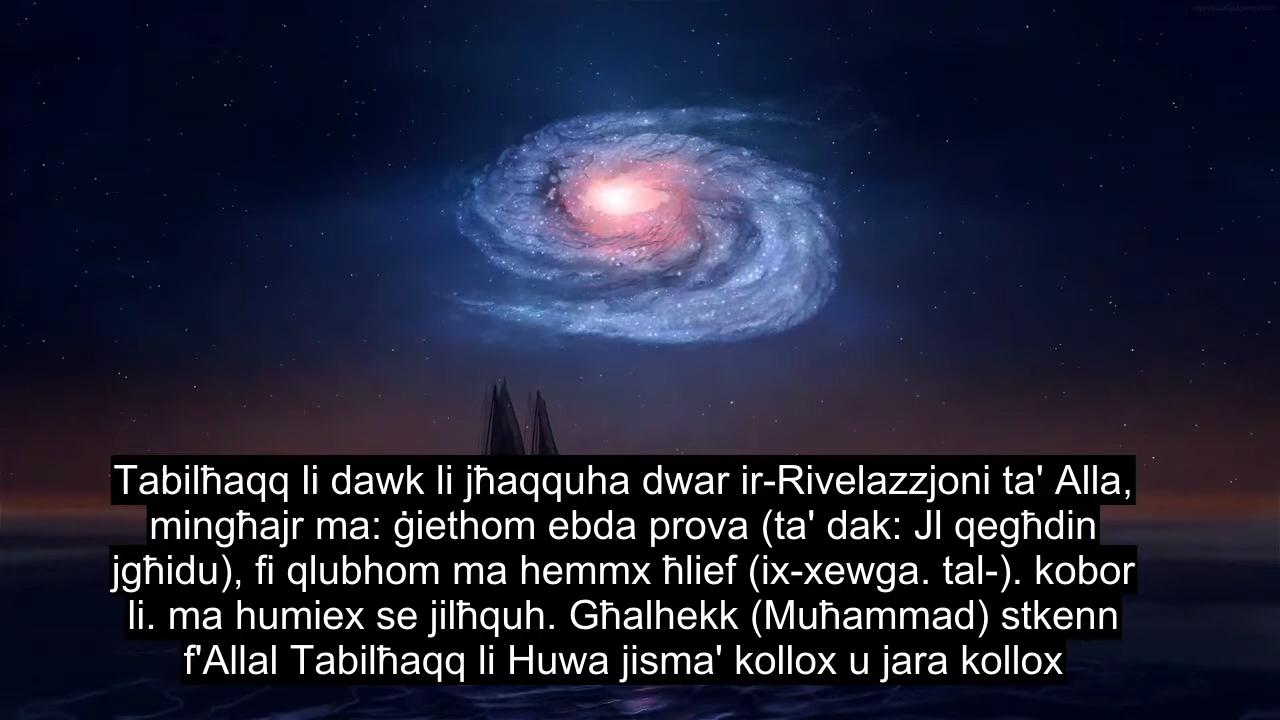 Tabilħaqq li dawk li jħaqquha dwar ir-Rivelazzjoni ta' Alla,
mingħajr ma: ġiethom ebda prova (ta' dak: Jl qegħdin
jgħidu), fi qlubhom ma hemmx ħlief (ix-xewga. tal-). kobor
li. ma humiex se jilħquh. Għalhekk (Muħammad) stkenn
f'Allal Tabilħaqq li Huwa jisma' kollox u jara kollox